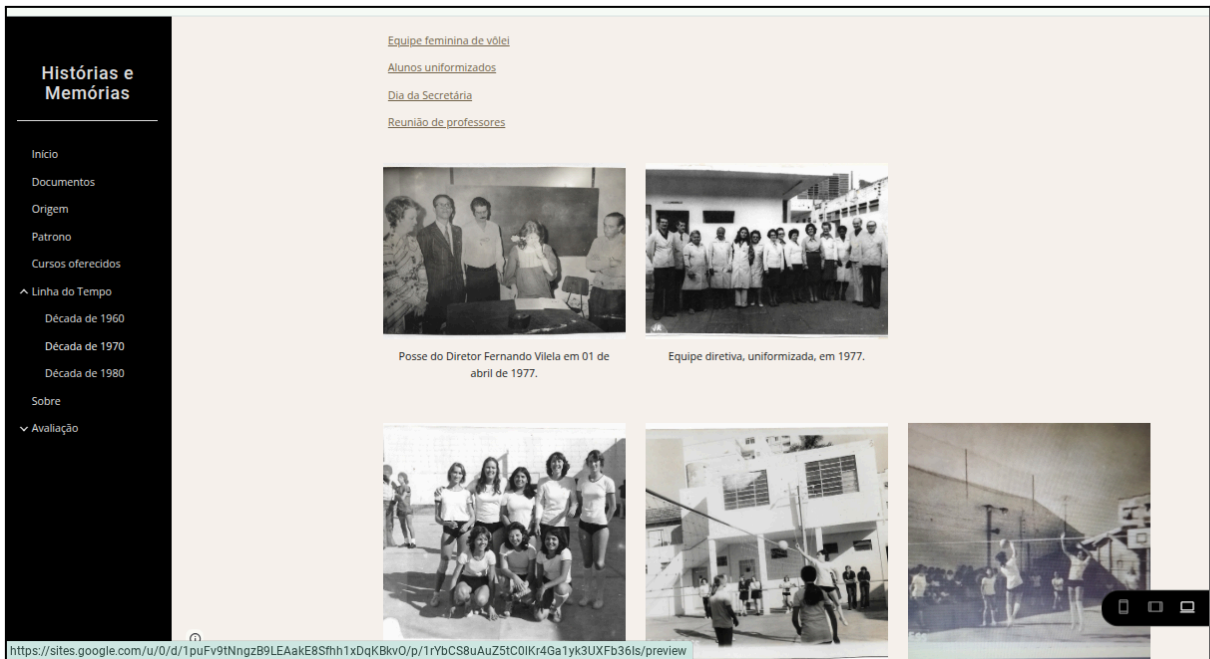 Histórias e
Memórias
Início
Documentos
Origem
Patrono
Cursos oferecidos
Linha do Tempo
Década de 1960
Década de 1970
Década de 1980
Sobre
Avaliação
Equipe feminina de vôlei
Alunos uniformizados
Dia da Secretária
Reunião de professores
Posse do Diretor Fernando Vilela em 01 de
abril de 1977.
Equipe diretiva, uniformizada, em 1977.
https://sites.google.com/u/0/d/1puFv9tNngzB9LEAakE8Sfhh1xDqKBkvO/p/1rYbCS8uAuZ5tC0IKr4Ga1yk3UXFb36Is/preview